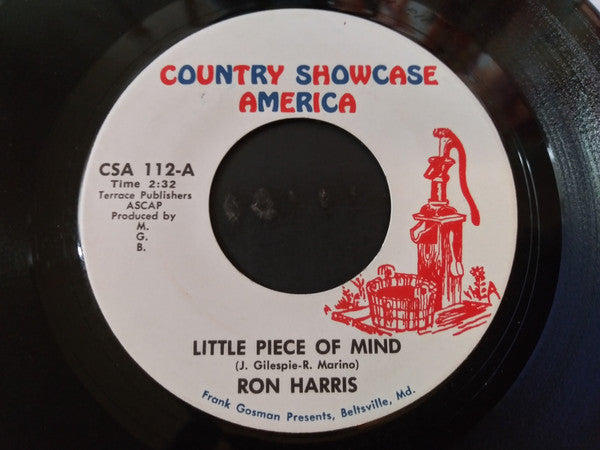 COUNTRY SHOWCASE
AMERICA
CSA 112-A
Time 2:32
Terrace Publishers
ASCAP
Produced by
M.
G.
B.
LITTLE PIECE OF MIND
(J. Gillespie-R. Marino)
RON HARRIS
Frank Gosman Presents, Beltsville, Md.